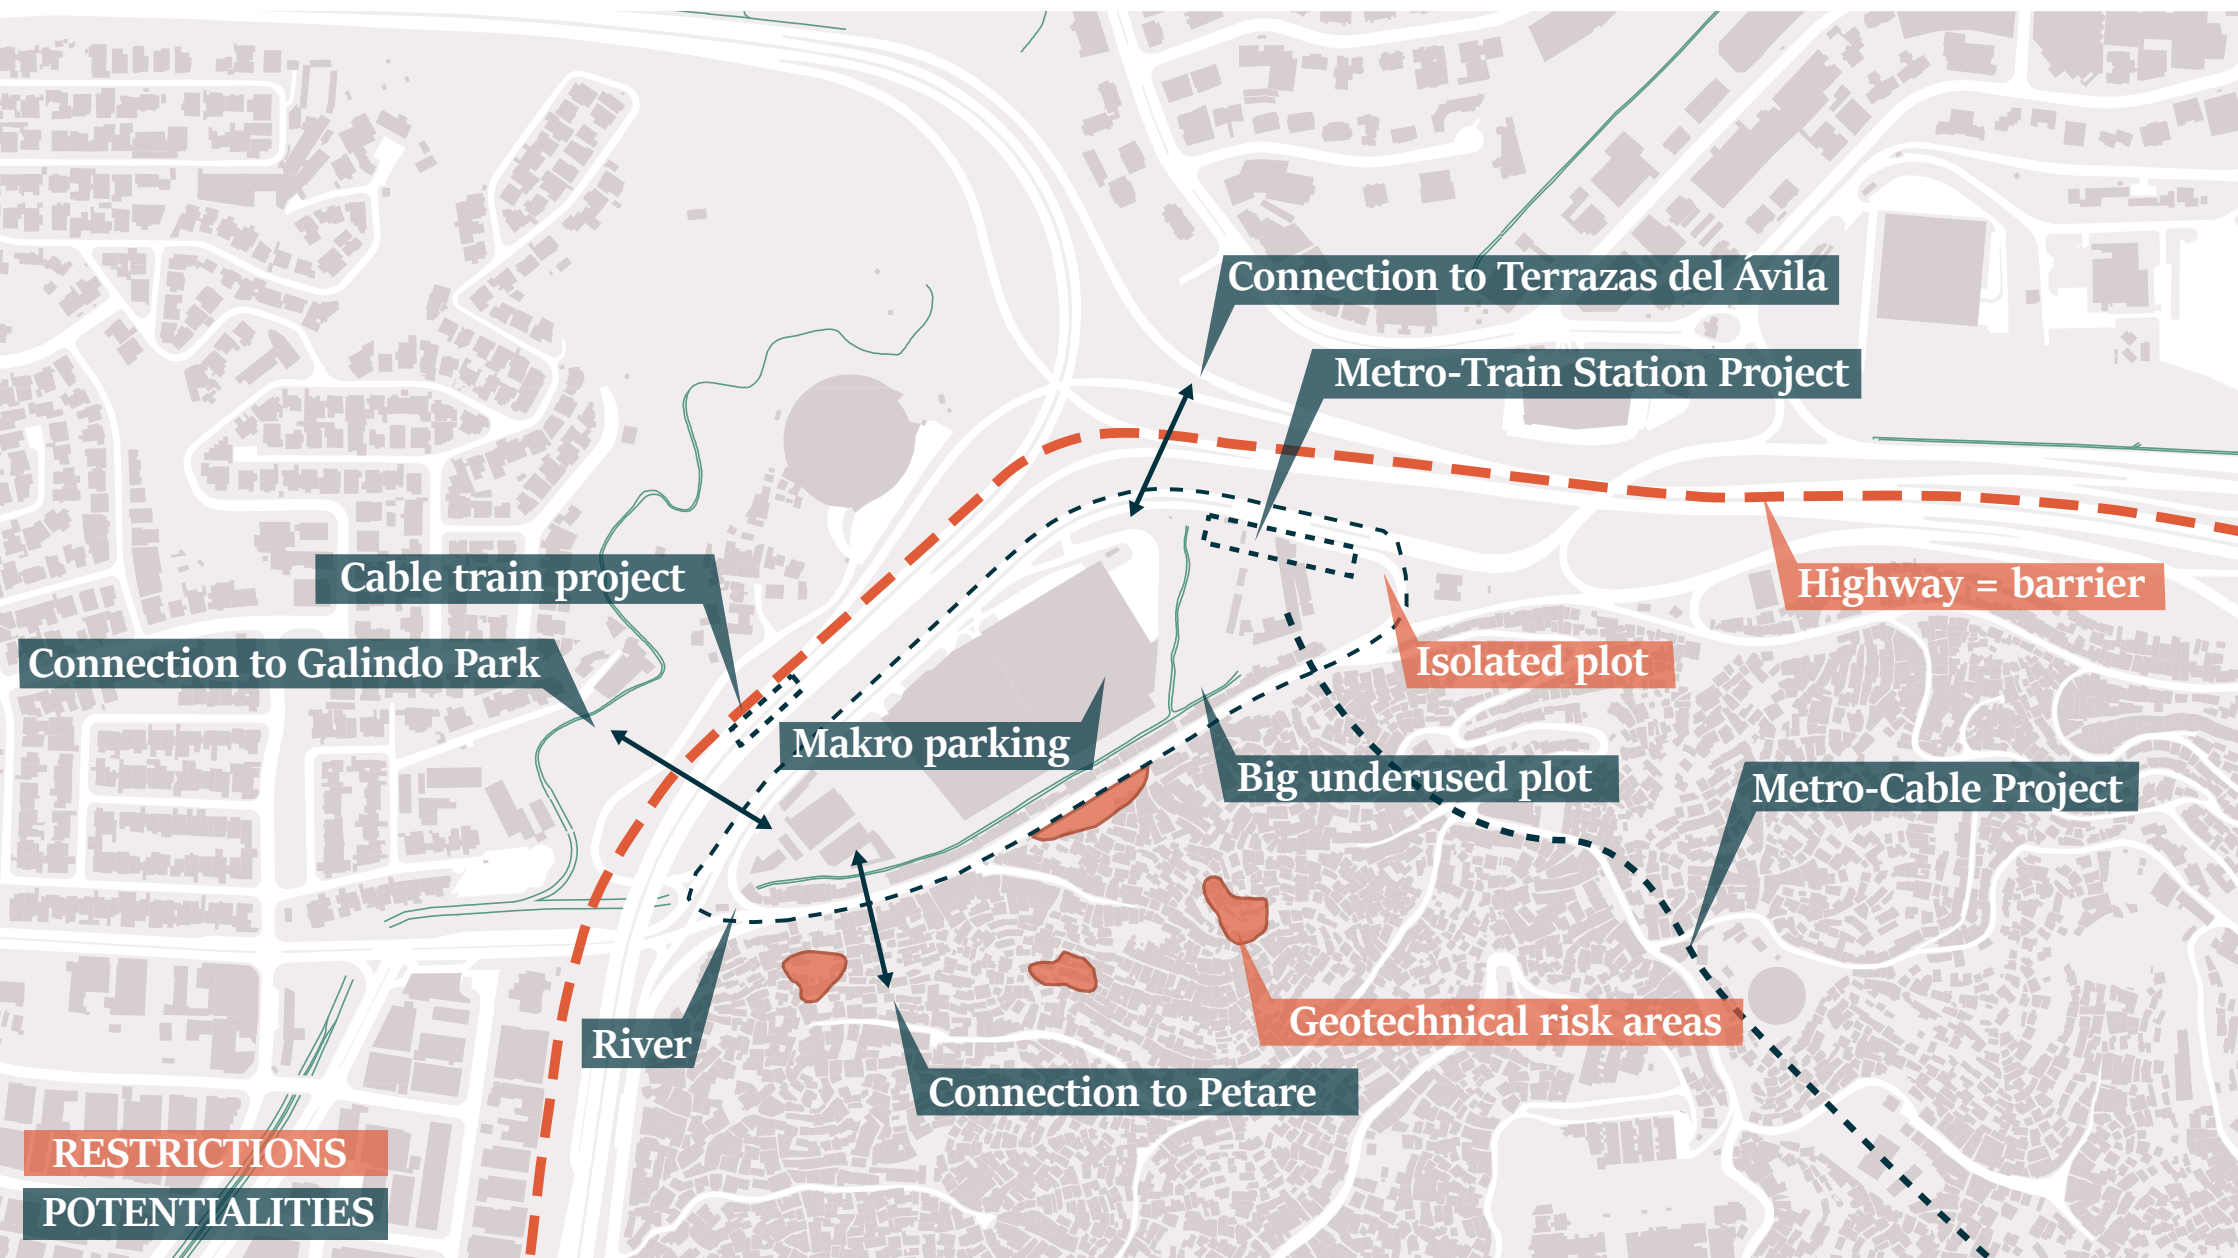 Connection to Terrazas del Ávila
Metro-Train Station Project
Cable train project
Highway = barrier
Connection to Galindo Park
Isolated plot
Makro parking
Big underused plot
Metro-Cable Project
Geotechnical risk areas
River
Connection to Petare
RESTRICTIONS
POTENTIALITIES